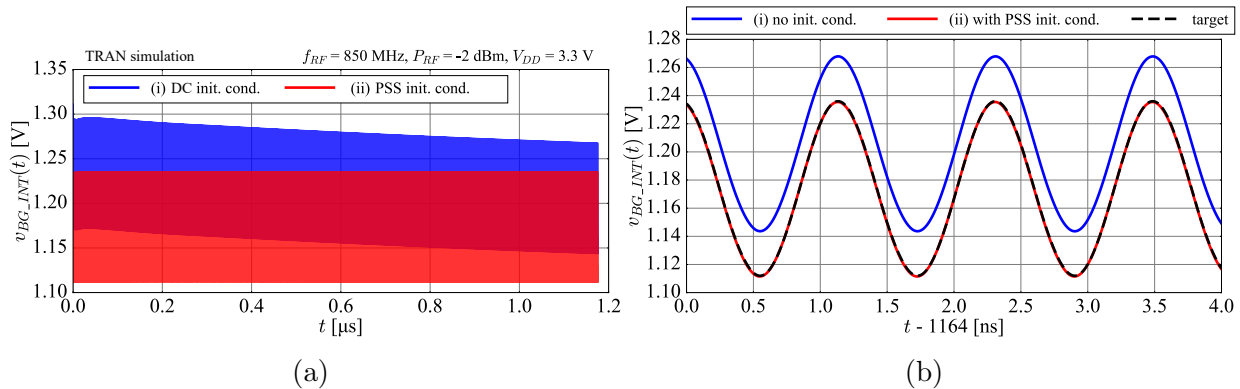 TRAN simulation
f_RF = 850 MHz, P_RF = -2 dBm, V_DD = 3.3 V
(i) DC init. cond.
(ii) PSS init. cond.
1.35
1.30
1.25
1.20
1.15
1.10
v_BG_INT(t) [V]
0.0
0.2
0.4
0.6
0.8
1.0
1.2
t [μs]
(a)
(i) no init. cond.
(ii) with PSS init. cond.
target
1.28
1.26
1.24
1.22
1.20
1.18
1.16
1.14
1.12
1.10
v_BG_INT(t) [V]
0.0
0.5
1.0
1.5
2.0
2.5
3.0
3.5
4.0
t - 1164 [ns]
(b)